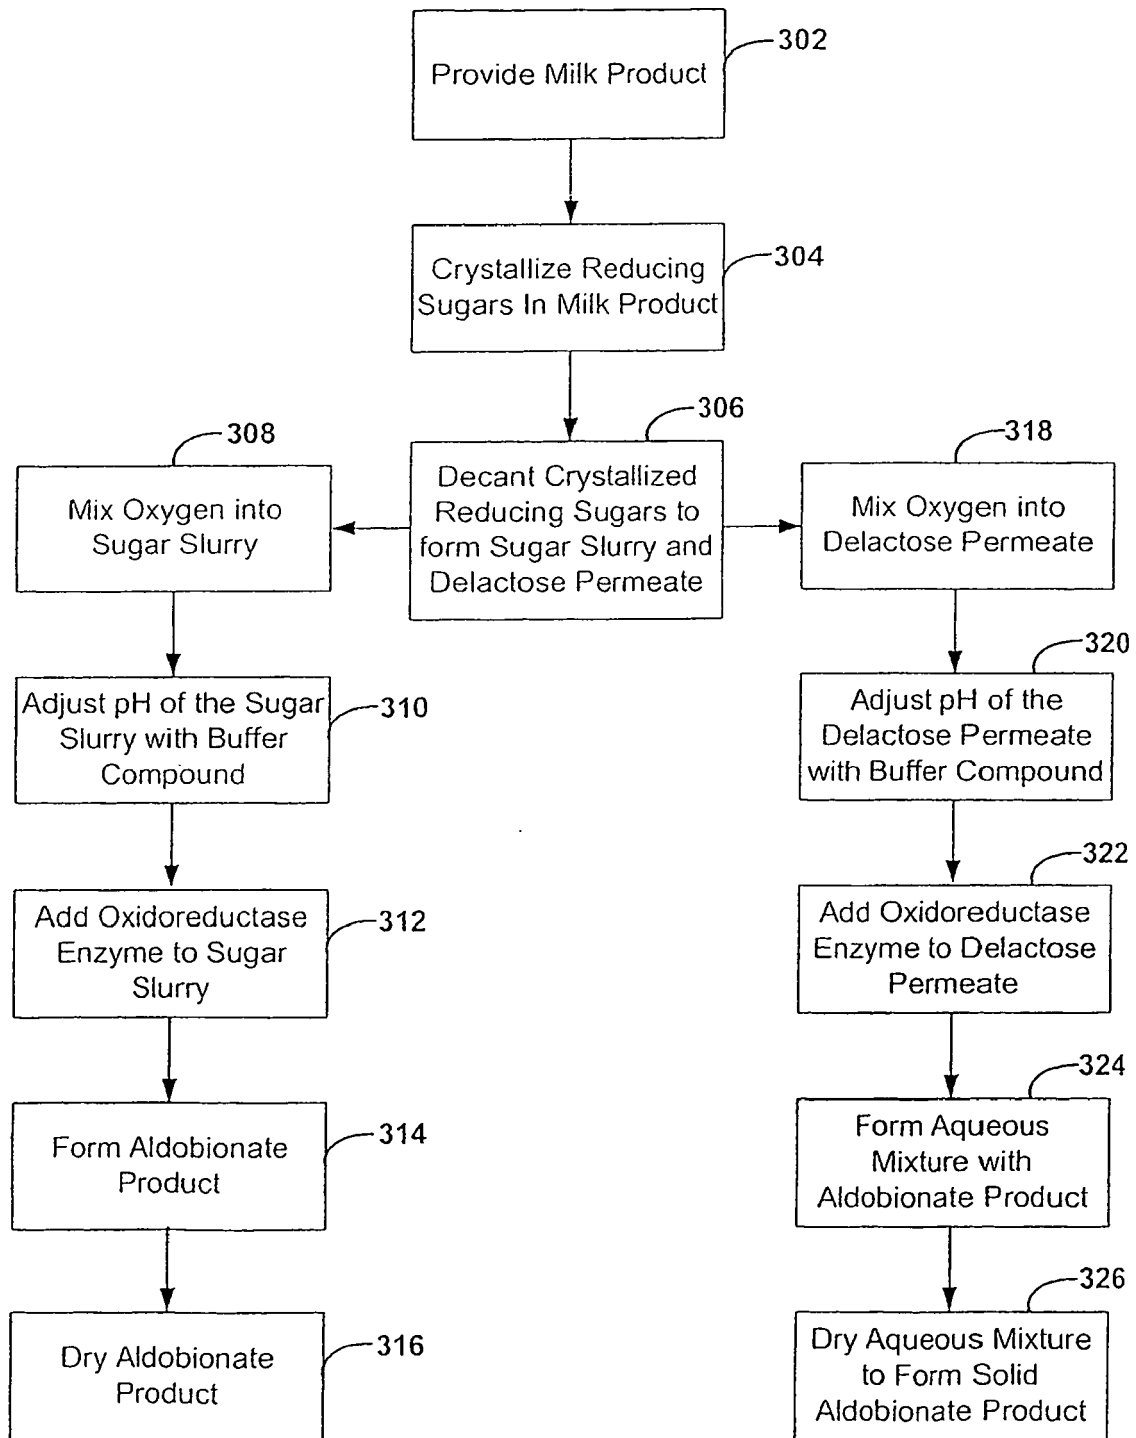 302
Provide Milk Product
304
Crystallize Reducing
Sugars In Milk Product
306
Decant Crystallized
Reducing Sugars to
form Sugar Slurry and
Delactose Permeate
308
Mix Oxygen into
Sugar Slurry
310
Adjust pH of the Sugar
Slurry with Buffer
Compound
312
Add Oxidoreductase
Enzyme to Sugar
Slurry
314
Form Aldobionate
Product
316
Dry Aldobionate
Product
318
Mix Oxygen into
Delactose Permeate
320
Adjust pH of the
Delactose Permeate
with Buffer Compound
322
Add Oxidoreductase
Enzyme to Delactose
Permeate
324
Form Aqueous
Mixture with
Aldobionate Product
326
Dry Aqueous Mixture
to Form Solid
Aldobionate Product